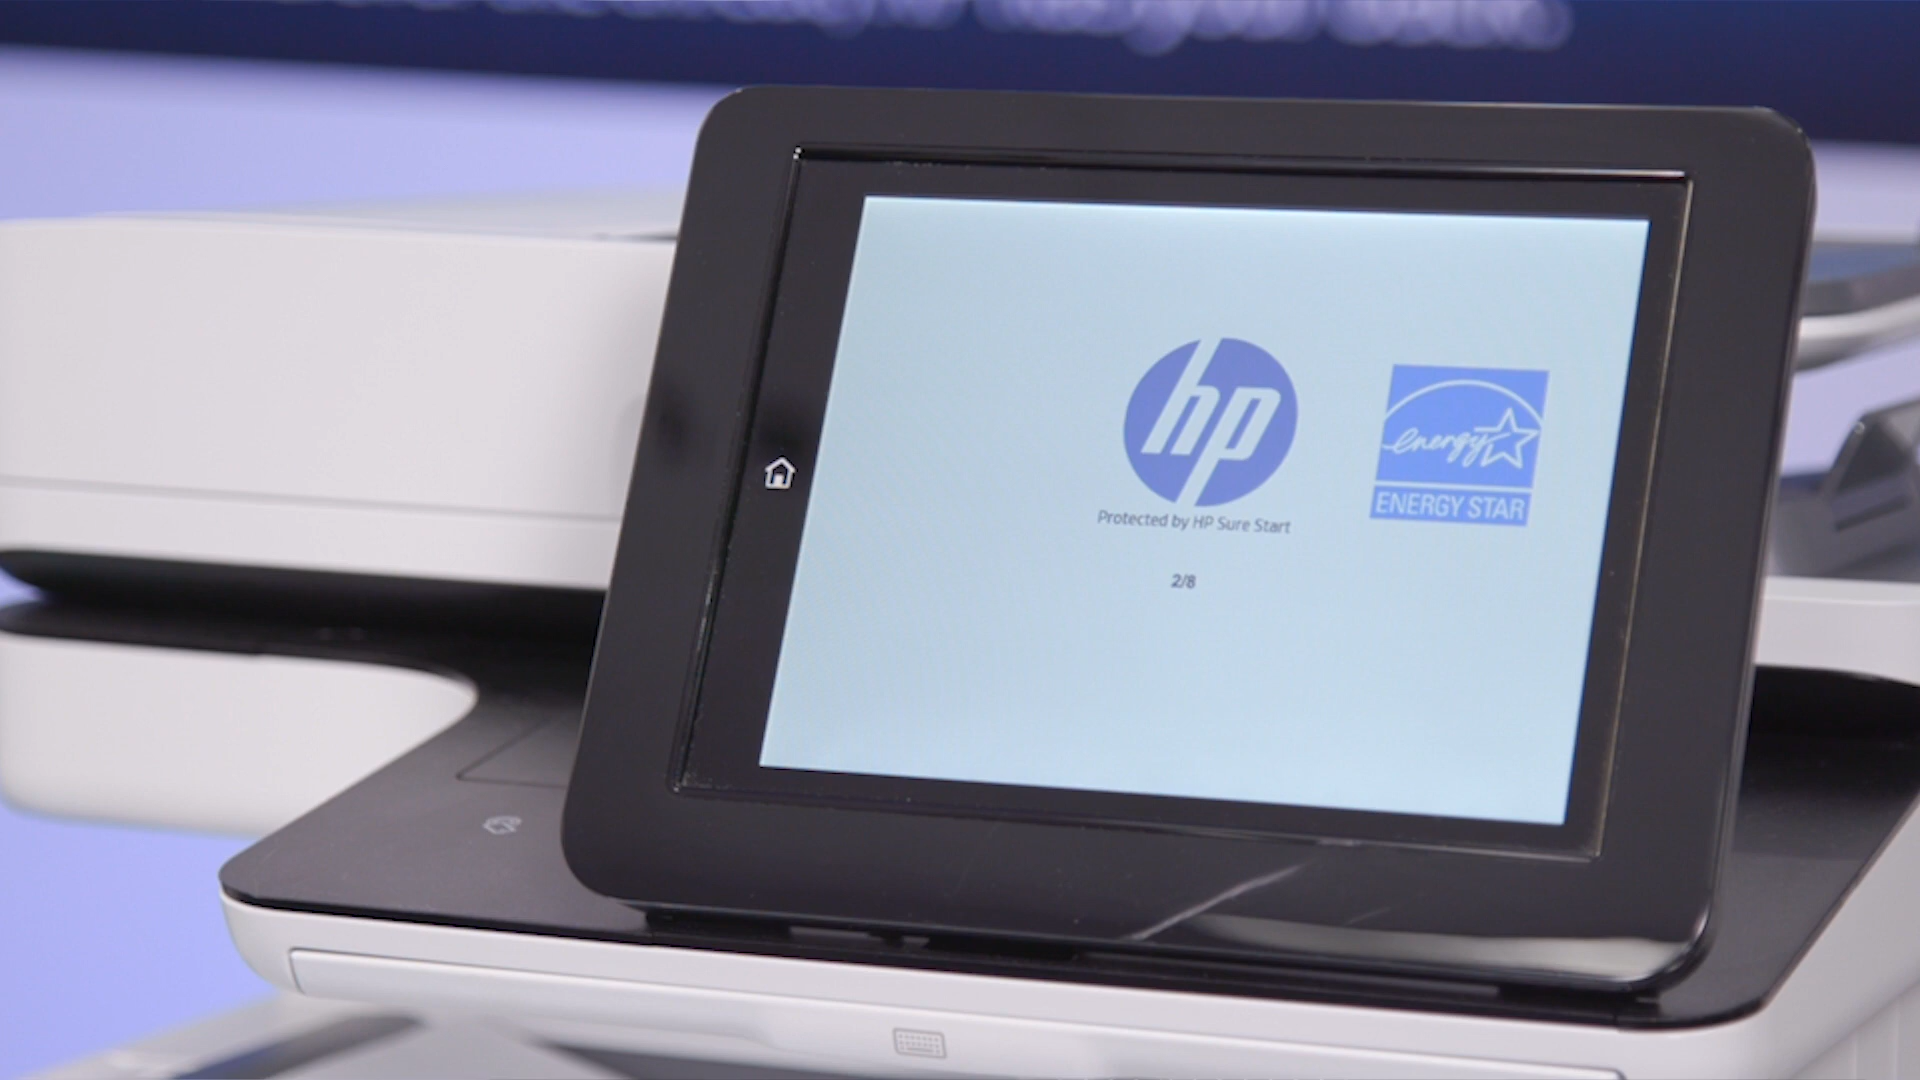 hp
energy
ENERGY STAR
Protected by HP Sure Start
2/8